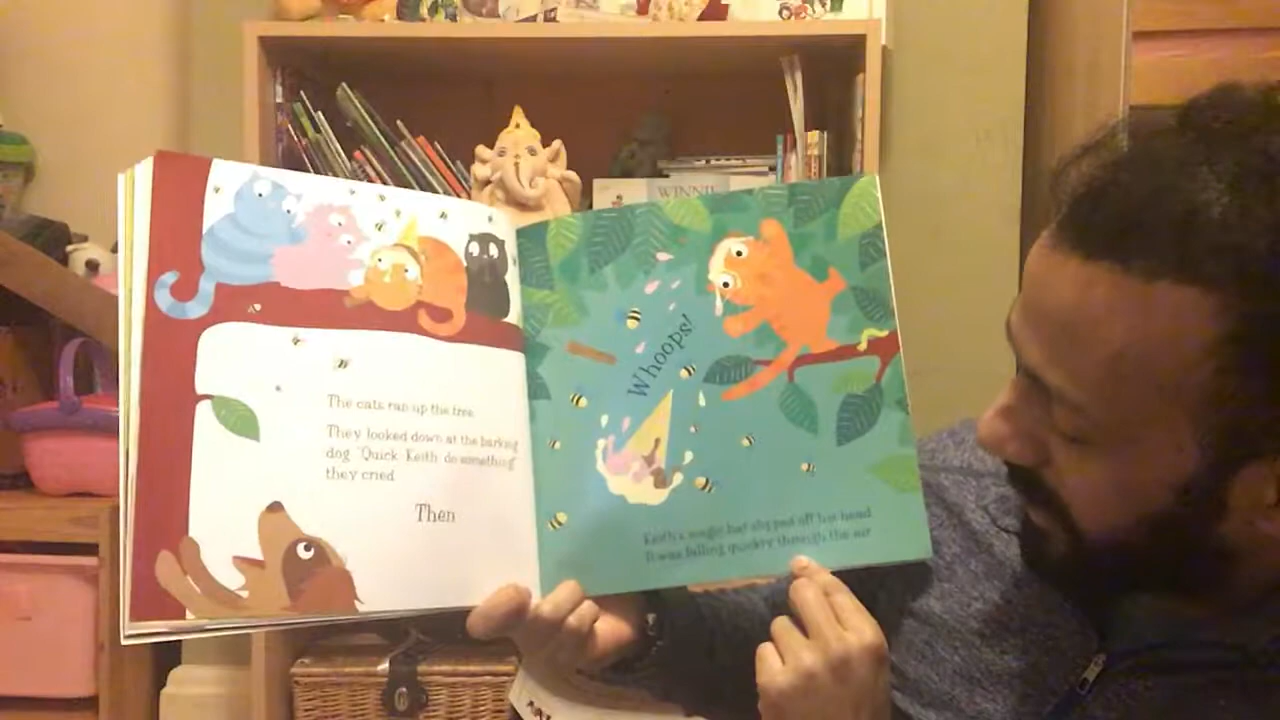 WINNI
The cats ran up the tree
They looked down at the barking
dog "Quick Keith do something"
they cried
Then
Whoops!
Keith's magic hat slipped off his head
It was falling quickly through the air